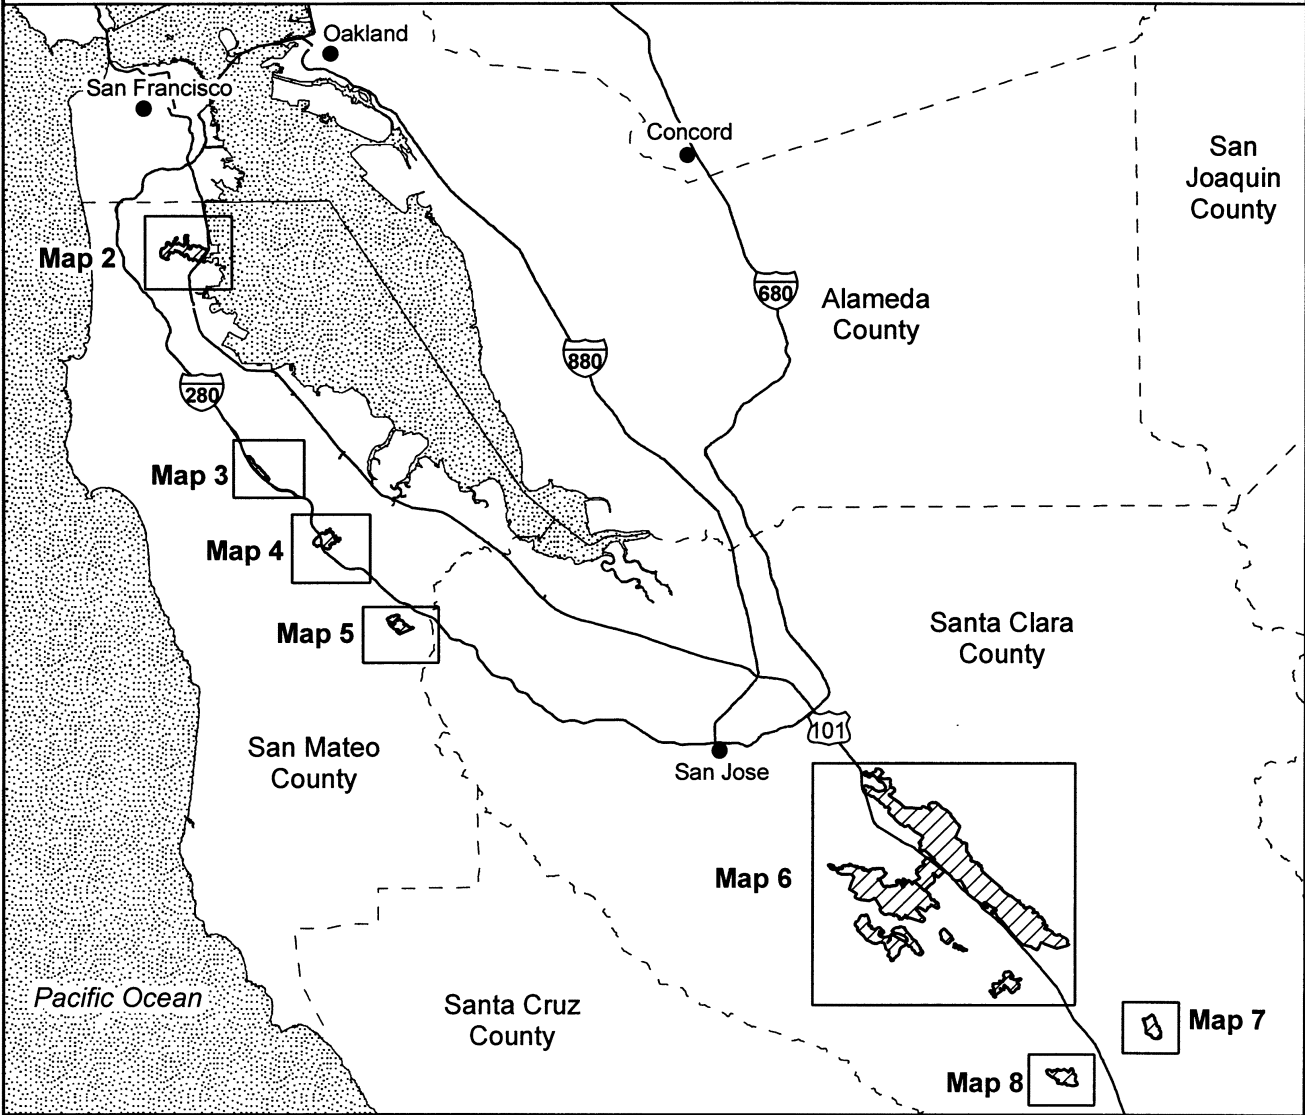 Oakland
San Francisco
Concord
San
Joaquin
County
Map 2
680
Alameda
County
880
280
Map 3
Map 4
Map 5
Santa Clara
County
San Mateo
County
101
San Jose
Map 6
Pacific Ocean
Santa Cruz
County
Map 7
Map 8